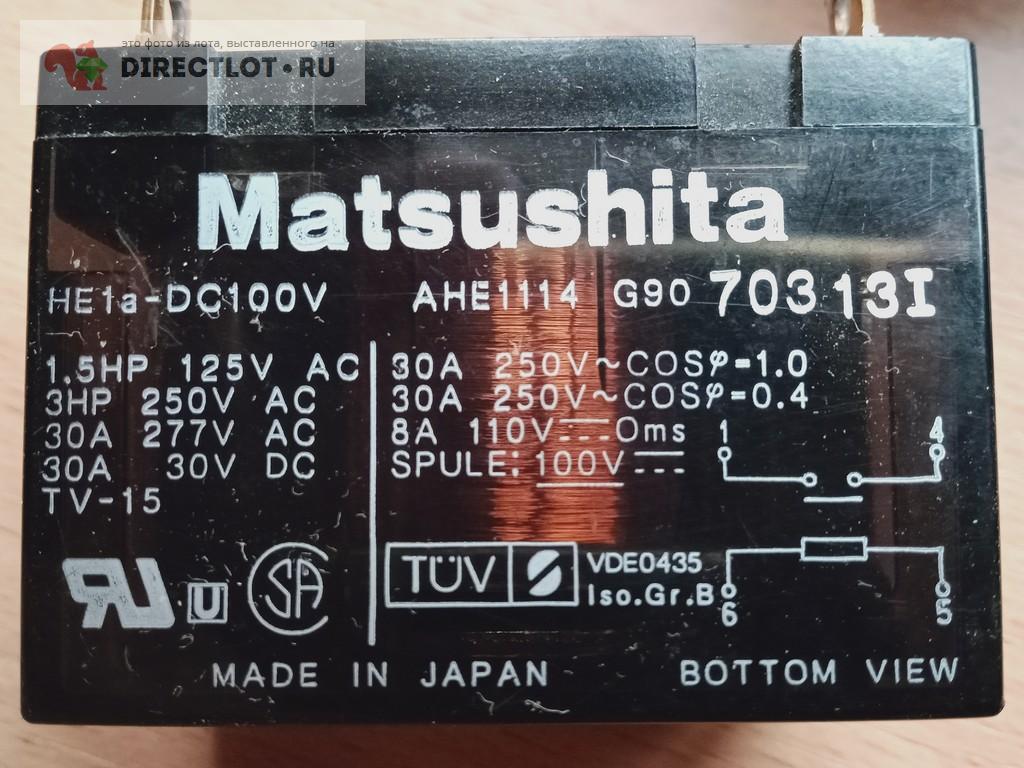 это фото из лота, выставленного на
DIRECTLOT.RU
Matsushita
HE1a-DC100V AHE1114 G90 703 13I
1.5HP 125V AC
3HP 250V AC
30A 277V AC
30A 30V DC
TV-15
30A 250V~COSφ=1.0
30A 250V~COSφ=0.4
8A 110V⎓0ms
SPULE: 100V⎓
1 4
RU U SA TÜV VDE0435
Iso.Gr.B
6 5
MADE IN JAPAN BOTTOM VIEW